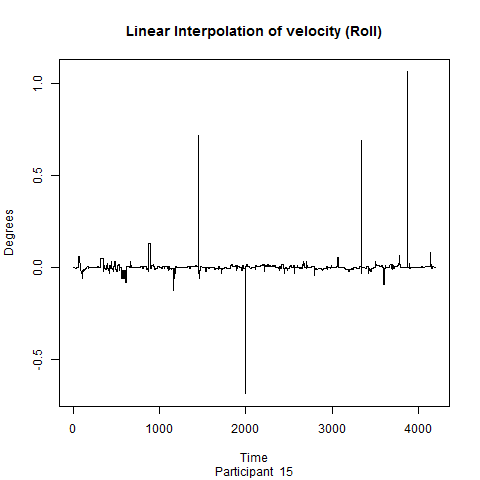 Linear Interpolation of velocity (Roll)
Degrees
1.0
0.5
0.0
-0.5
0 1000 2000 3000 4000
Time
Participant 15